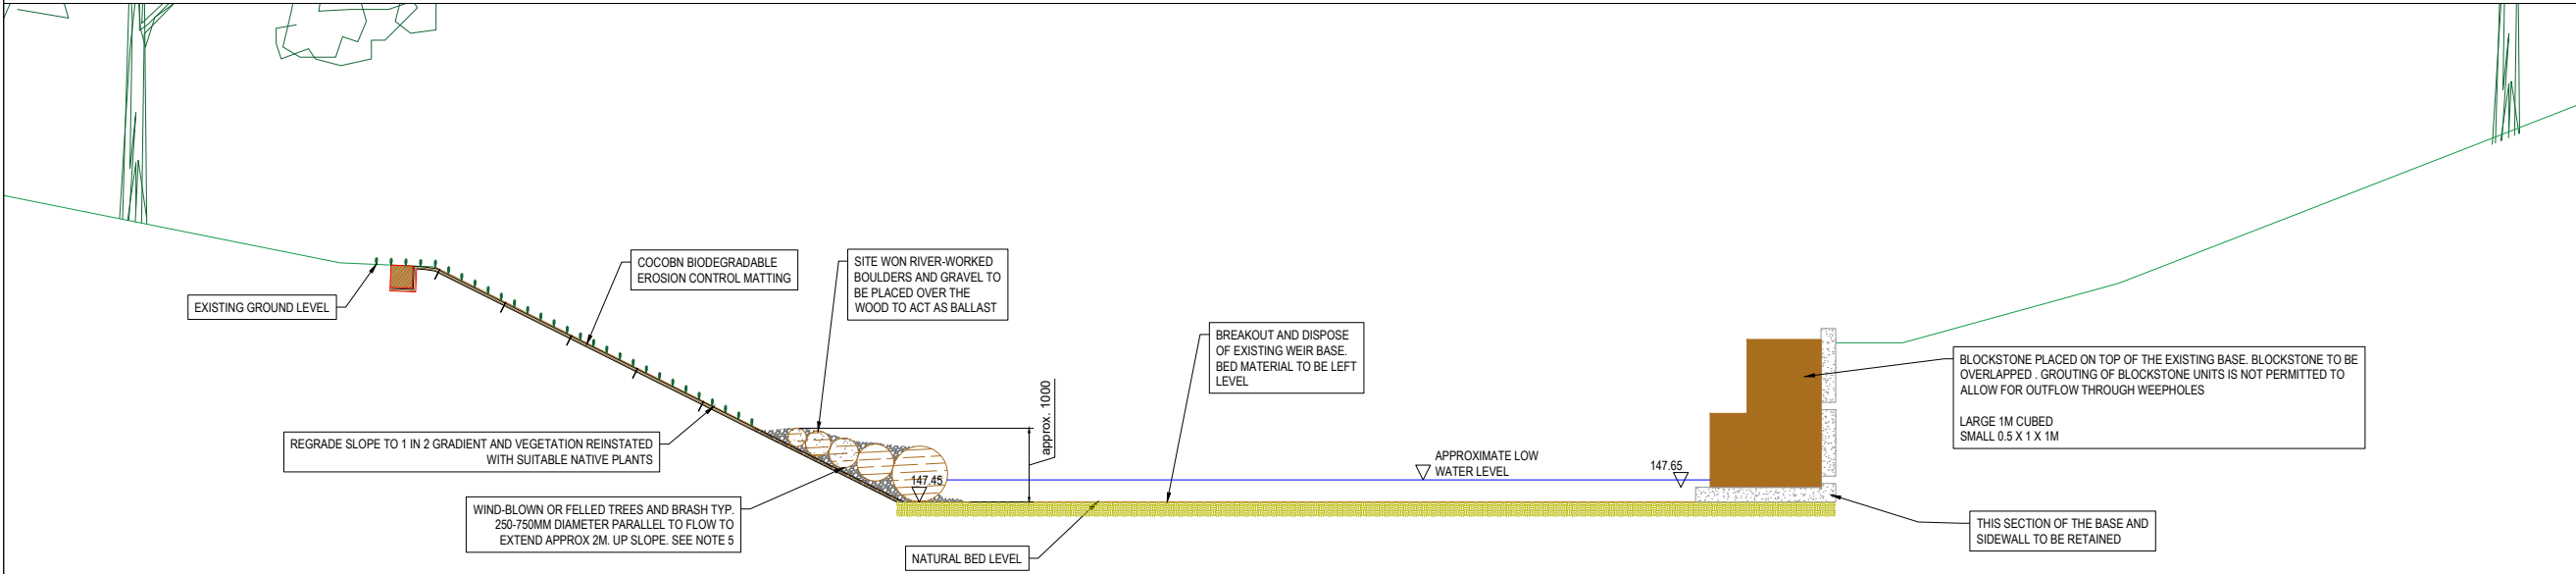 EXISTING GROUND LEVEL
COCOBN BIODEGRADABLE
EROSION CONTROL MATTING
SITE WON RIVER-WORKED
BOULDERS AND GRAVEL TO
BE PLACED OVER THE
WOOD TO ACT AS BALLAST
REGRADE SLOPE TO 1 IN 2 GRADIENT AND VEGETATION REINSTATED
WITH SUITABLE NATIVE PLANTS
WIND-BLOWN OR FELLED TREES AND BRASH TYP.
250-750MM DIAMETER PARALLEL TO FLOW TO
EXTEND APPROX 2M. UP SLOPE. SEE NOTE 5
147.45
approx. 1000
NATURAL BED LEVEL
BREAKOUT AND DISPOSE
OF EXISTING WEIR BASE.
BED MATERIAL TO BE LEFT
LEVEL
APPROXIMATE LOW
WATER LEVEL
147.65
BLOCKSTONE PLACED ON TOP OF THE EXISTING BASE. BLOCKSTONE TO BE
OVERLAPPED . GROUTING OF BLOCKSTONE UNITS IS NOT PERMITTED TO
ALLOW FOR OUTFLOW THROUGH WEEPHOLES
LARGE 1M CUBED
SMALL 0.5 X 1 X 1M
THIS SECTION OF THE BASE AND
SIDEWALL TO BE RETAINED